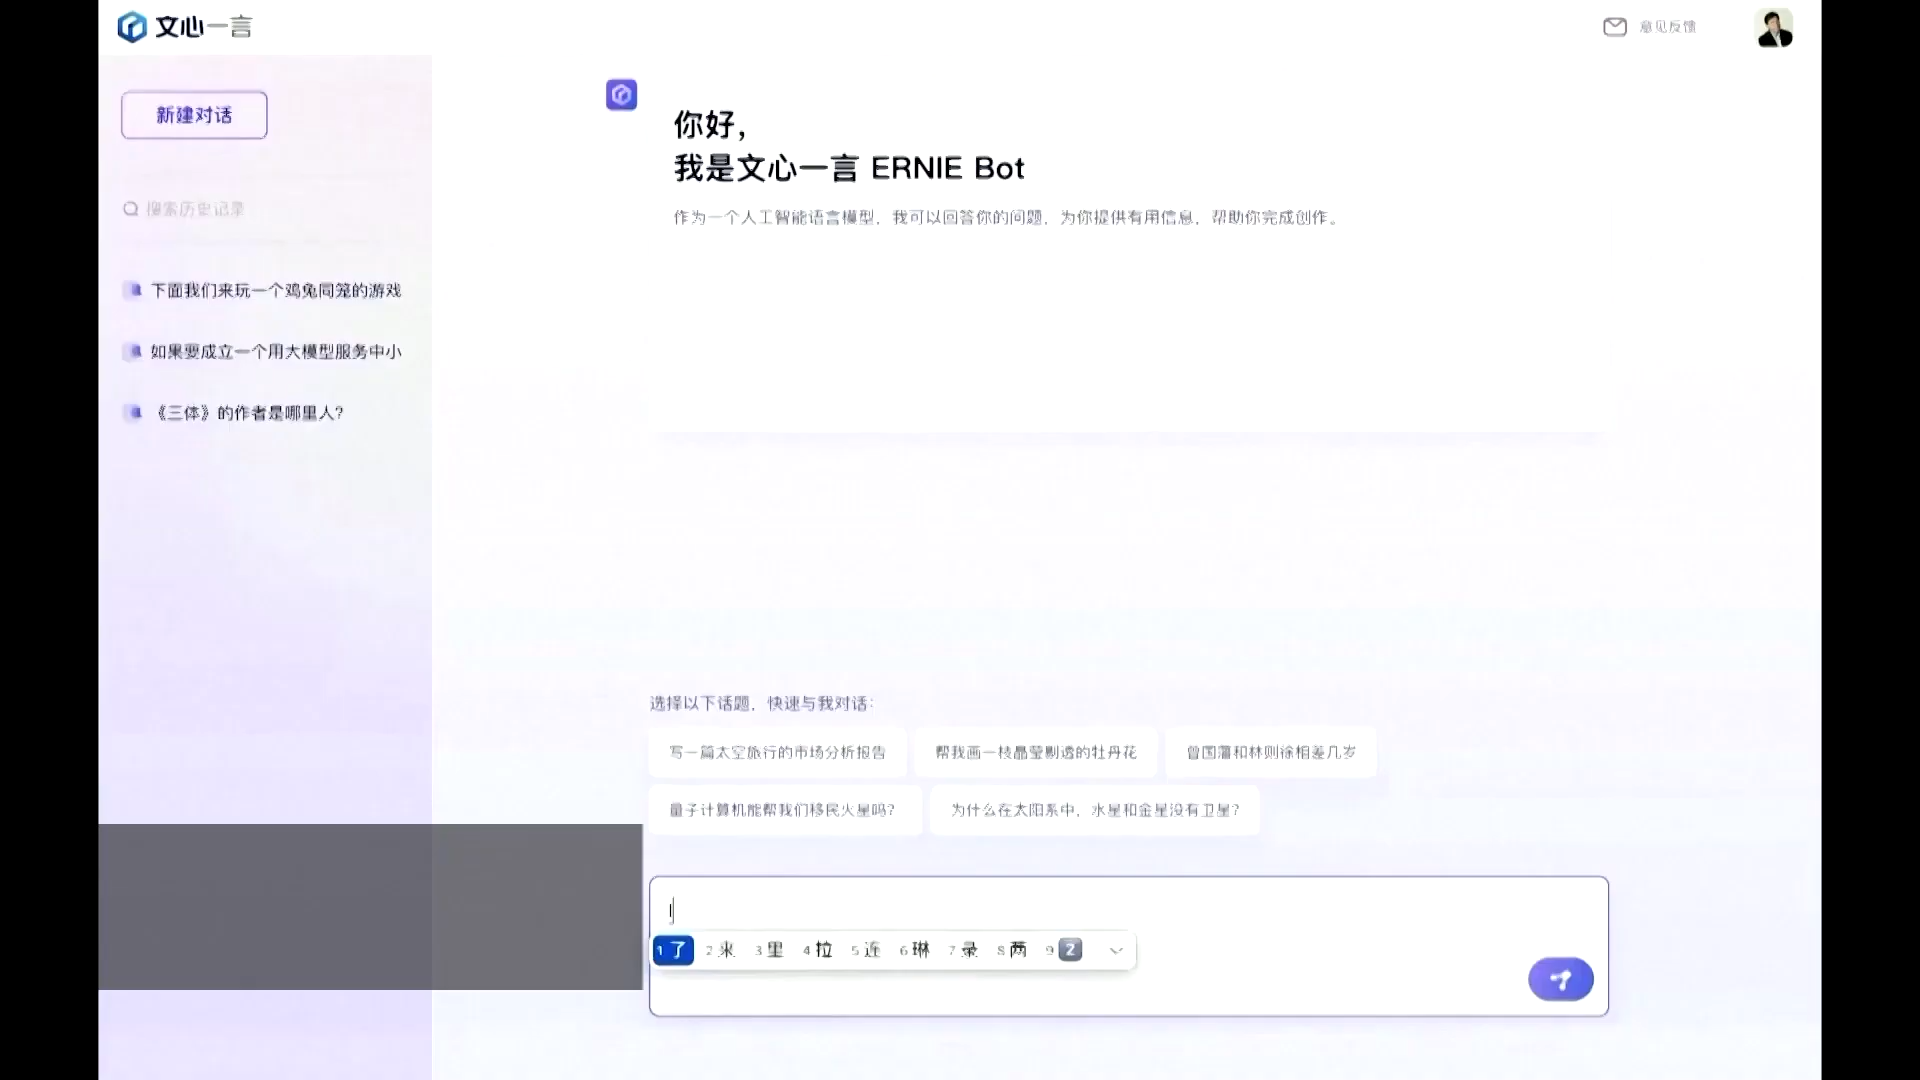 文心一言
意见反馈
新建对话
搜索历史记录
下面我们来玩一个鸡兔同笼的游戏
如果要成立一个用大模型服务中小
《三体》的作者是哪里人?
你好,
我是文心一言 ERNIE Bot
作为一个人工智能语言模型，我可以回答你的问题，为你提供有用信息，帮助你完成创作。
选择以下话题，快速与我对话:
写一篇太空旅行的市场分析报告
帮我画一枝晶莹剔透的牡丹花
曾国藩和林则徐相差几岁
量子计算机能帮我们移民火星吗?
为什么在太阳系中，水星和金星没有卫星?
l
1 了 2 来 3 里 4 拉 5 连 6 琳 7 录 8 两 9 2